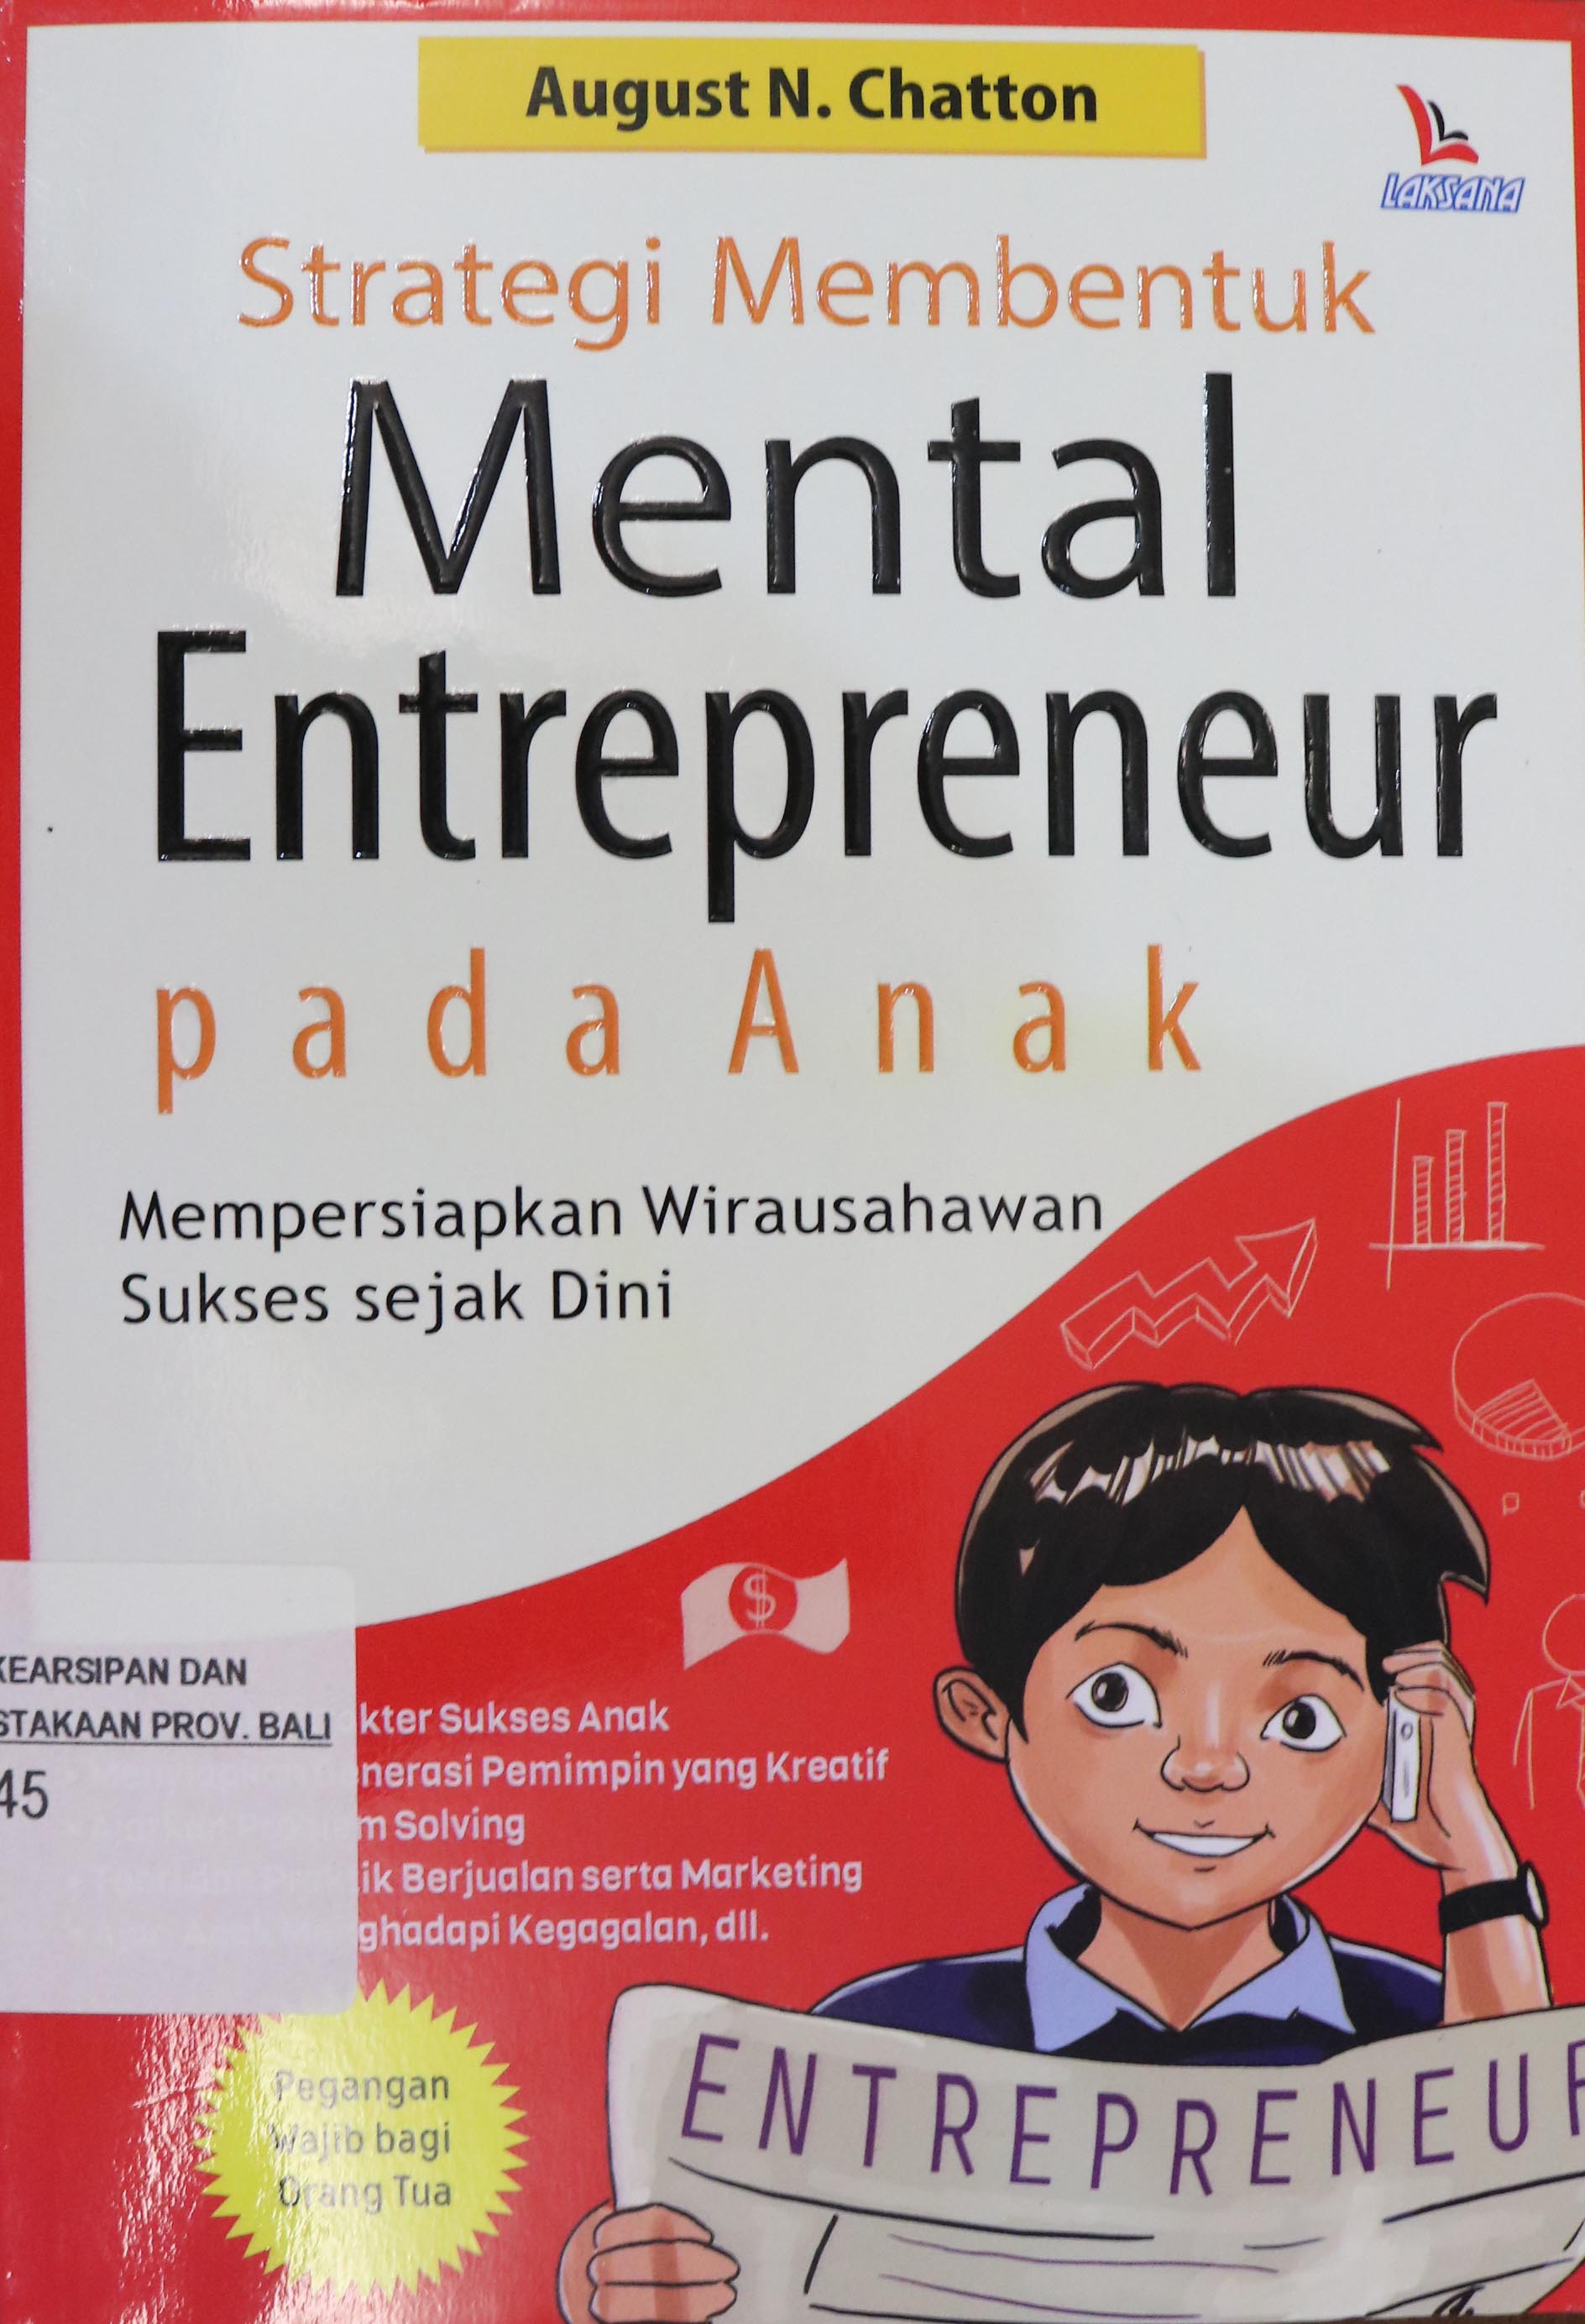 August N. Chatton
LAKSANA
Strategi Membentuk
Mental
Entrepreneur
pada Anak
Mempersiapkan Wirausahawan
Sukses sejak Dini
$
KEARSIPAN DAN
STAKAAN PROV. BALI
45
kter Sukses Anak
nerasi Pemimpin yang Kreatif
m Solving
ik Berjualan serta Marketing
ghadapi Kegagalan, dll.
Pegangan
Wajib bagi
Orang Tua
ENTREPRENEUR